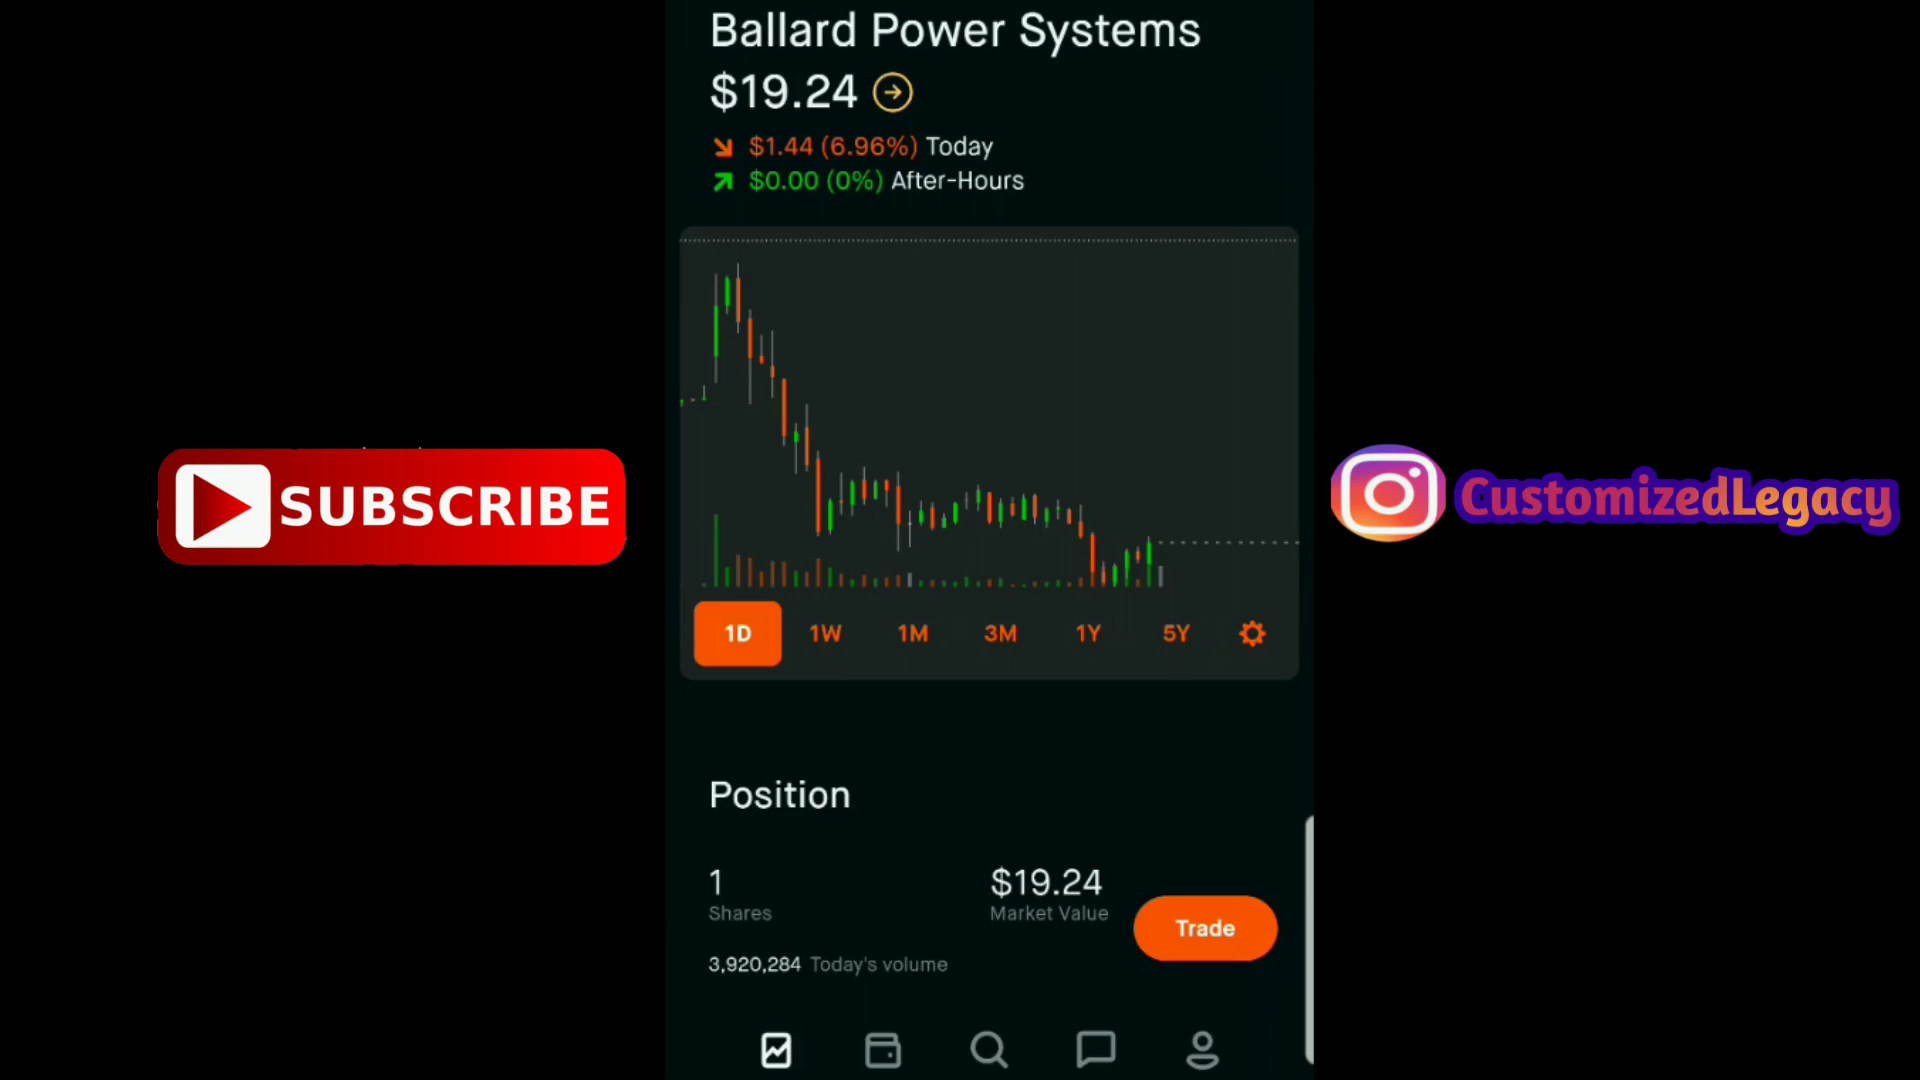 Ballard Power Systems
$19.24
$1.44 (6.96%) Today
$0.00 (0%) After-Hours
SUBSCRIBE
CustomizedLegacy
1D 1W 1M 3M 1Y 5Y
Position
1 $19.24
Shares Market Value
Trade
3,920,284 Today's volume